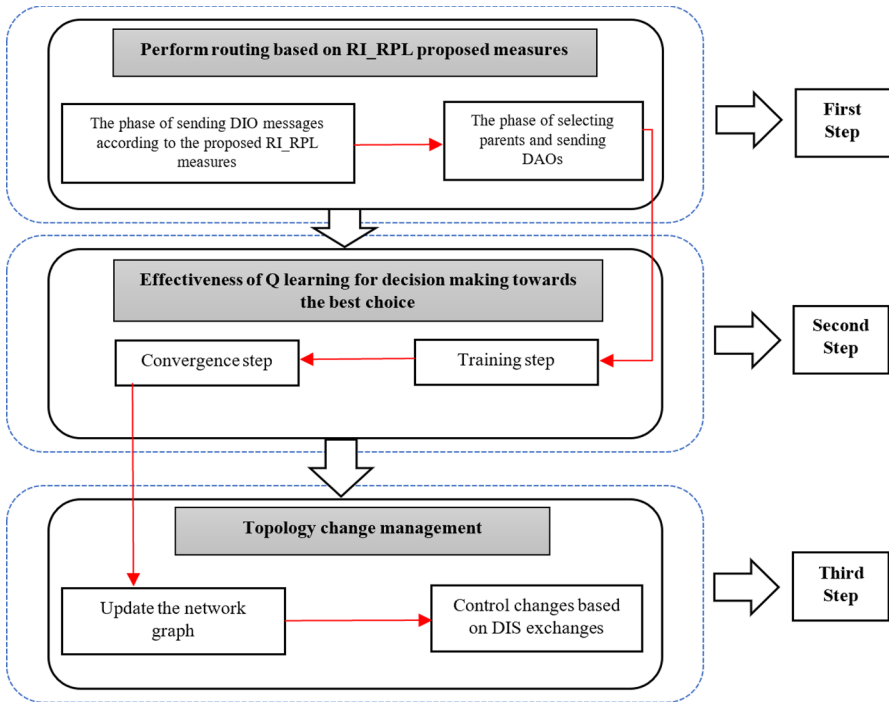 Perform routing based on RI_RPL proposed measures
The phase of sending DIO messages
according to the proposed RI_RPL
measures
The phase of selecting
parents and sending
DAOs
First
Step
Effectiveness of Q learning for decision making towards
the best choice
Convergence step
Training step
Second
Step
Topology change management
Update the network
graph
Control changes based
on DIS exchanges
Third
Step